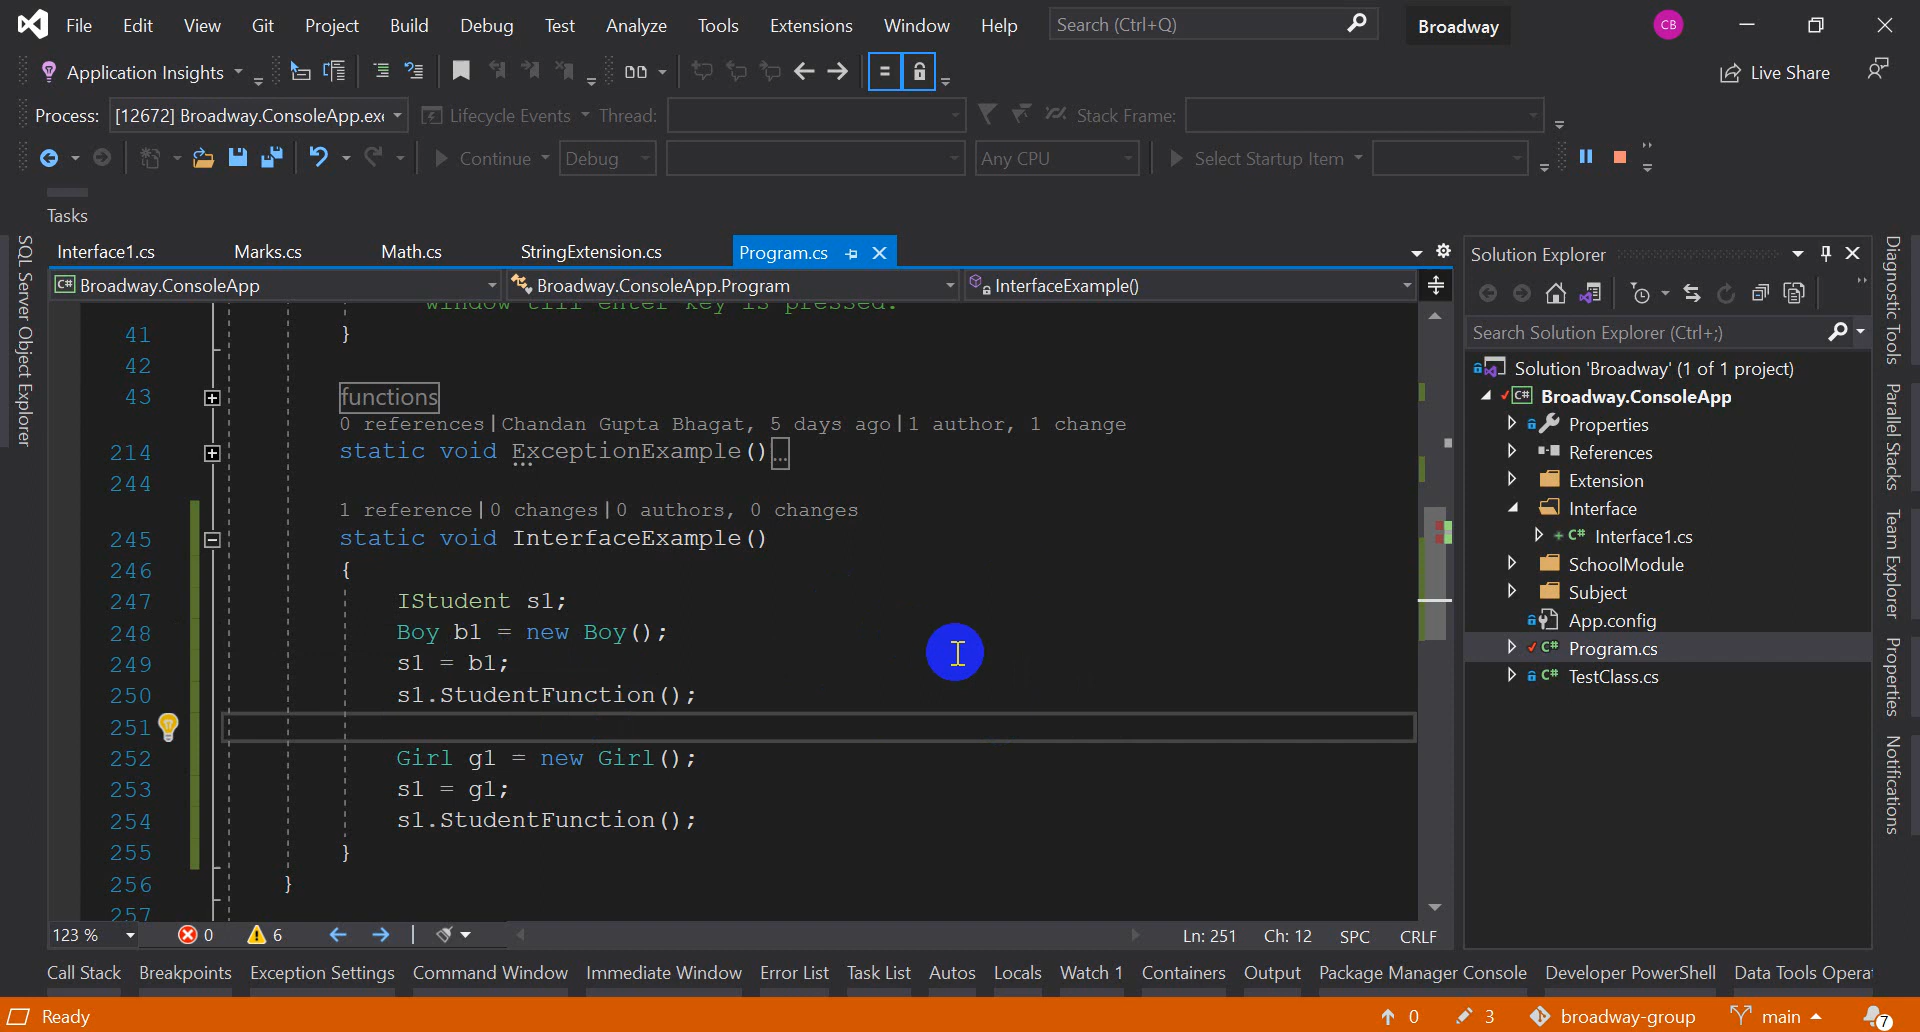 File Edit View Git Project Build Debug Test Analyze Tools Extensions Window Help Search (Ctrl+Q) Broadway CB
Application Insights Live Share
Process: [12672] Broadway.ConsoleApp.exe Lifecycle Events Thread: Stack Frame:
Continue Debug Any CPU Select Startup Item
Tasks
SQL Server Object Explorer
Interface1.cs Marks.cs Math.cs StringExtension.cs Program.cs
Broadway.ConsoleApp Broadway.ConsoleApp.Program InterfaceExample()
window till enter key is pressed.
41 }
42
43 functions
0 references|Chandan Gupta Bhagat, 5 days ago|1 author, 1 change
214 static void ExceptionExample()...
244
1 reference|0 changes|0 authors, 0 changes
245 static void InterfaceExample()
246 {
247 IStudent s1;
248 Boy b1 = new Boy();
249 s1 = b1;
250 s1.StudentFunction();
251
252 Girl g1 = new Girl();
253 s1 = g1;
254 s1.StudentFunction();
255 }
256 }
257
123 % 0 6 Ln: 251 Ch: 12 SPC CRLF
Solution Explorer
Search Solution Explorer (Ctrl+;)
Solution 'Broadway' (1 of 1 project)
C# Broadway.ConsoleApp
Properties
References
Extension
Interface
C# Interface1.cs
SchoolModule
Subject
App.config
C# Program.cs
C# TestClass.cs
Diagnostic Tools
Parallel Stacks
Team Explorer
Properties
Notifications
Call Stack Breakpoints Exception Settings Command Window Immediate Window Error List Task List Autos Locals Watch 1 Containers Output Package Manager Console Developer PowerShell Data Tools Opera
Ready 0 3 broadway-group main 7